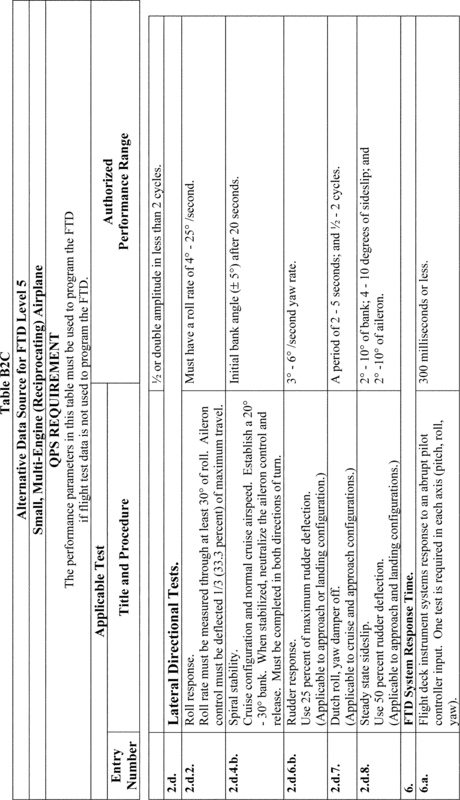 Table B2C
Alternative Data Source for FTD Level 5
Small, Multi-Engine (Reciprocating) Airplane
QPS REQUIREMENT
The performance parameters in this table must be used to program the FTD
if flight test data is not used to program the FTD.
Applicable Test
Authorized
Performance Range
Entry
Number
Title and Procedure
½ or double amplitude in less than 2 cycles.
2.d.
Lateral Directional Tests.
2.d.2.
Roll response.
Roll rate must be measured through at least 30° of roll. Aileron
control must be deflected 1/3 (33.3 percent) of maximum travel.
Must have a roll rate of 4° - 25° /second.
2.d.4.b.
Spiral stability.
Cruise configuration and normal cruise airspeed. Establish a 20°
- 30° bank. When stabilized, neutralize the aileron control and
release. Must be completed in both directions of turn.
Initial bank angle (± 5°) after 20 seconds.
2.d.6.b.
Rudder response.
Use 25 percent of maximum rudder deflection.
(Applicable to approach or landing configuration.)
3° - 6° /second yaw rate.
2.d.7.
Dutch roll, yaw damper off.
(Applicable to cruise and approach configurations.)
A period of 2 - 5 seconds; and ½ - 2 cycles.
2.d.8.
Steady state sideslip.
Use 50 percent rudder deflection.
(Applicable to approach and landing configurations.)
2° - 10° of bank; 4 - 10 degrees of sideslip; and
2° -10° of aileron.
6.
FTD System Response Time.
6.a.
Flight deck instrument systems response to an abrupt pilot
controller input. One test is required in each axis (pitch, roll,
yaw).
300 milliseconds or less.